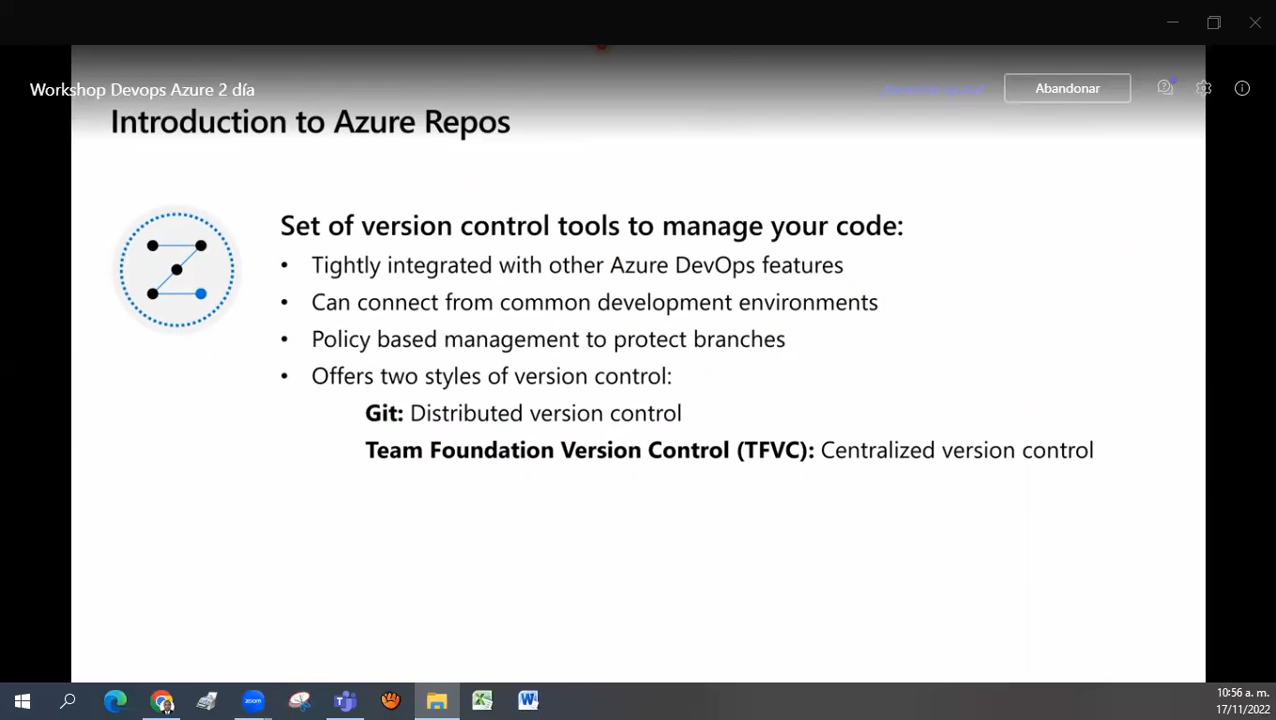 Workshop Devops Azure 2 día
Abandonar
Introduction to Azure Repos
Set of version control tools to manage your code:
• Tightly integrated with other Azure DevOps features
• Can connect from common development environments
• Policy based management to protect branches
• Offers two styles of version control:
Git: Distributed version control
Team Foundation Version Control (TFVC): Centralized version control
zoom
10:56 a. m.
17/11/2022